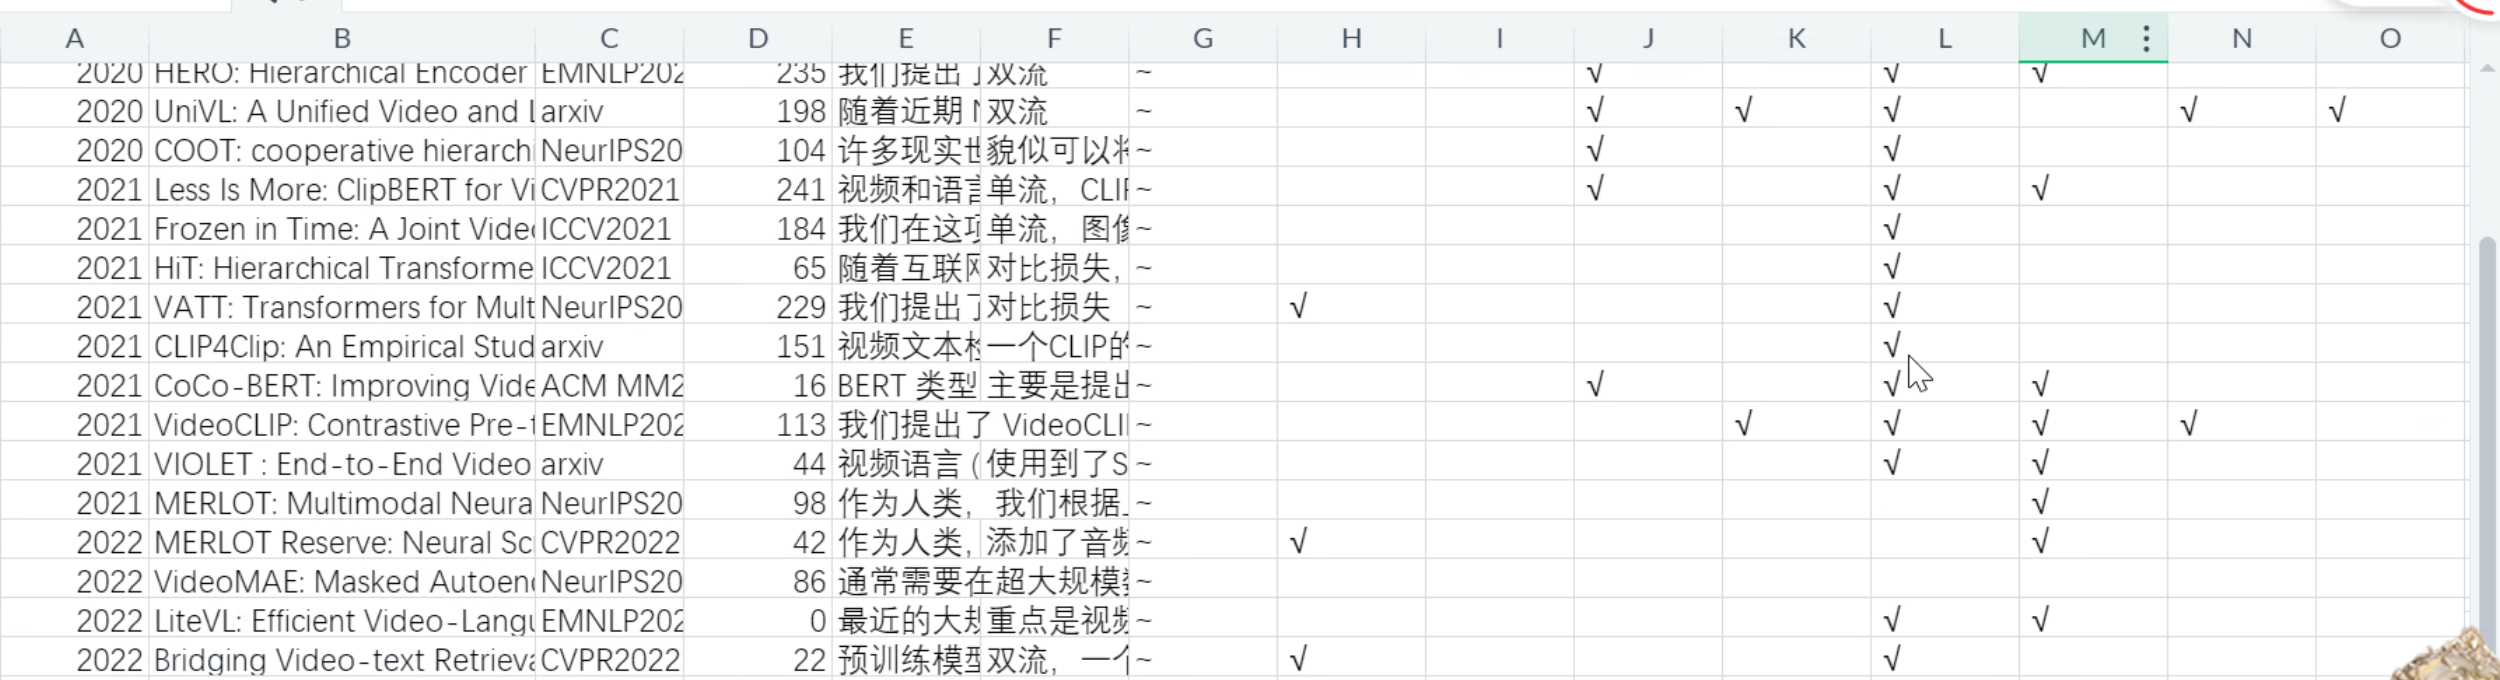 A B C D E F G H I J K L M N O
2020 HERO: Hierarchical Encoder EMNLP202 235 我们提出 双流 ~ √ √ √
2020 UniVL: A Unified Video and arxiv 198 随着近期 双流 ~ √ √ √ √ √
2020 COOT: cooperative hierarchi NeurIPS20 104 许多现实 貌似可以将 ~ √ √
2021 Less Is More: ClipBERT for Vi CVPR2021 241 视频和语言 单流，CLIP ~ √ √ √
2021 Frozen in Time: A Joint Vide ICCV2021 184 我们在这项 单流，图像 ~ √
2021 HiT: Hierarchical Transforme ICCV2021 65 随着互联网 对比损失， ~ √
2021 VATT: Transformers for Mult NeurIPS20 229 我们提出了 对比损失 ~ √ √
2021 CLIP4Clip: An Empirical Stud arxiv 151 视频文本检 一个CLIP的 ~ √
2021 CoCo-BERT: Improving Vide ACM MM2 16 BERT 类型 主要是提出 ~ √ √ √
2021 VideoCLIP: Contrastive Pre-t EMNLP202 113 我们提出了 VideoCLI ~ √ √ √ √
2021 VIOLET : End-to-End Video arxiv 44 视频语言 ( 使用到了S ~ √ √
2021 MERLOT: Multimodal Neura NeurIPS20 98 作为人类，我们根据 ~ √
2022 MERLOT Reserve: Neural Sc CVPR2022 42 作为人类, 添加了音频 ~ √ √
2022 VideoMAE: Masked Autoenc NeurIPS20 86 通常需要在超大规模数 ~
2022 LiteVL: Efficient Video-Langu EMNLP202 0 最近的大规 重点是视频 ~ √ √
2022 Bridging Video-text Retrieva CVPR2022 22 预训练模型 双流，一个 ~ √ √